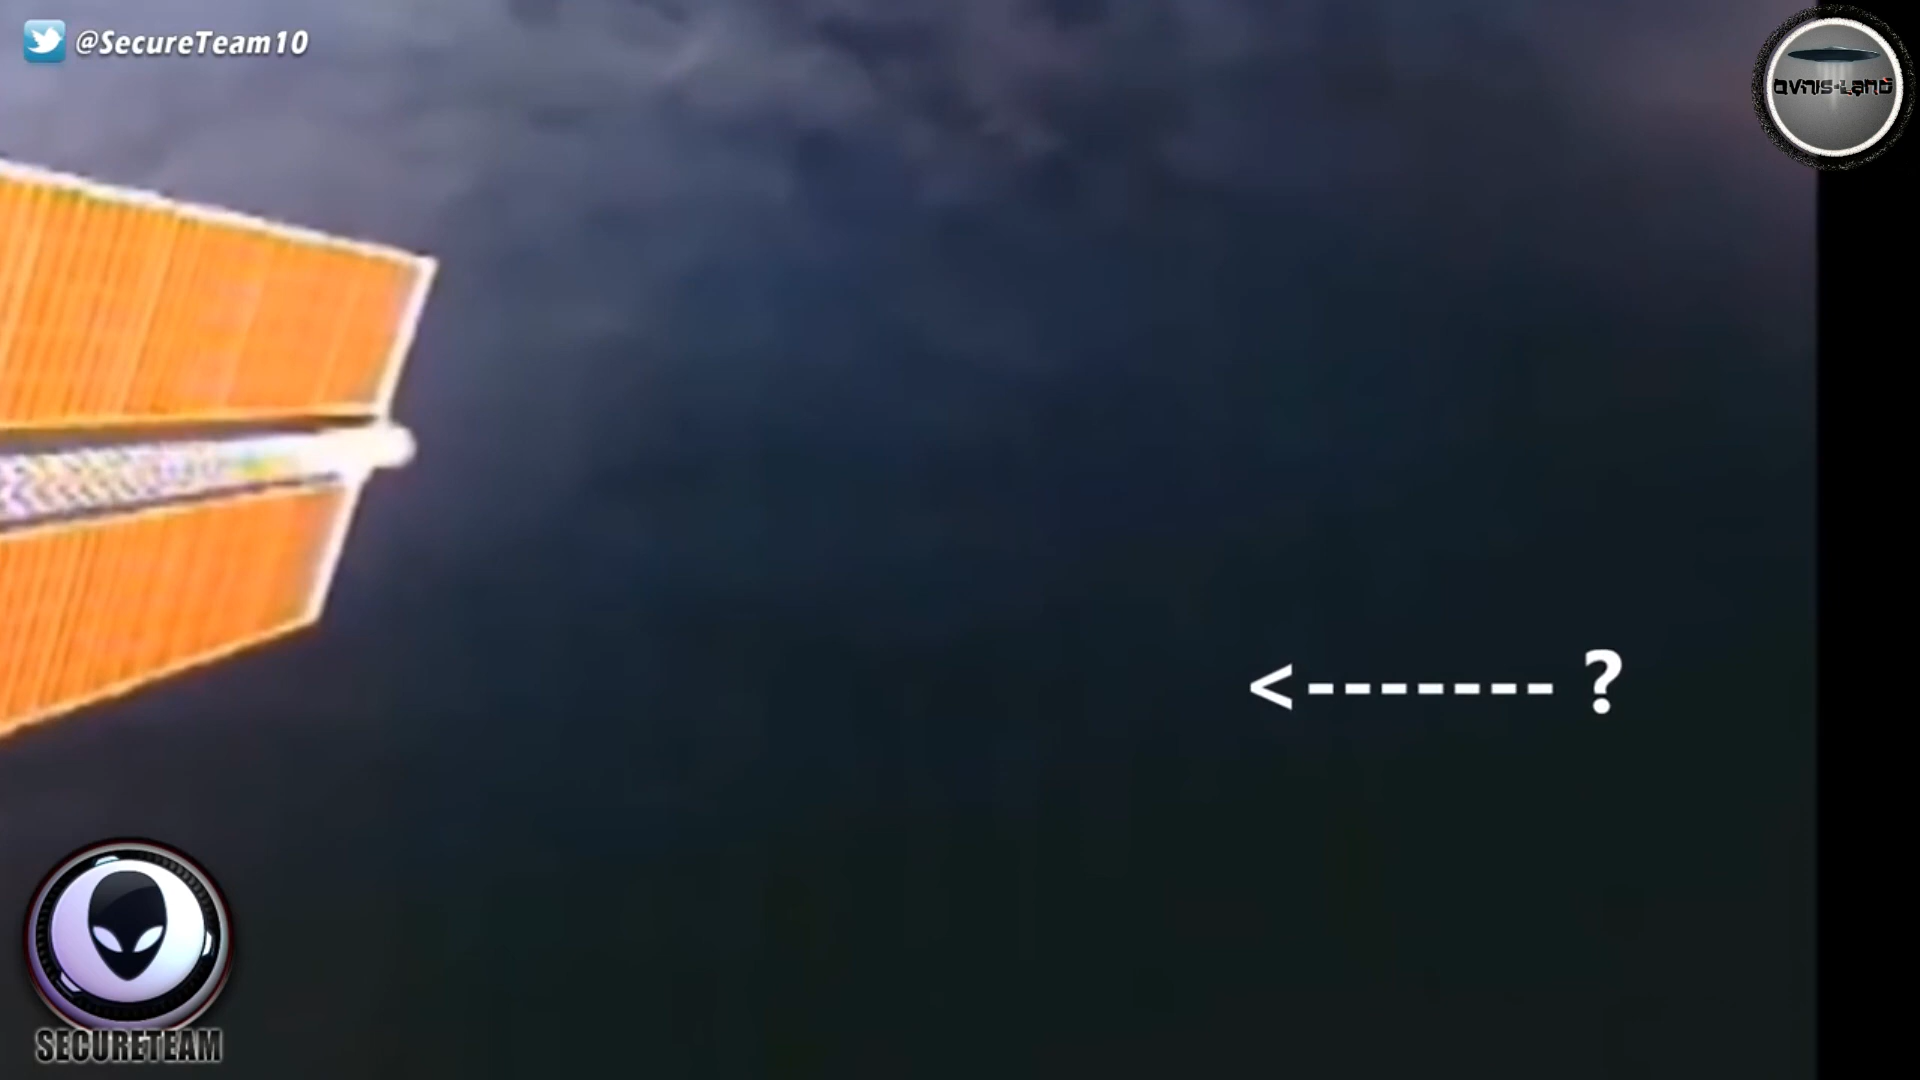 @SecureTeam10
OVNIS-LAND
<------- ?
SECURETEAM